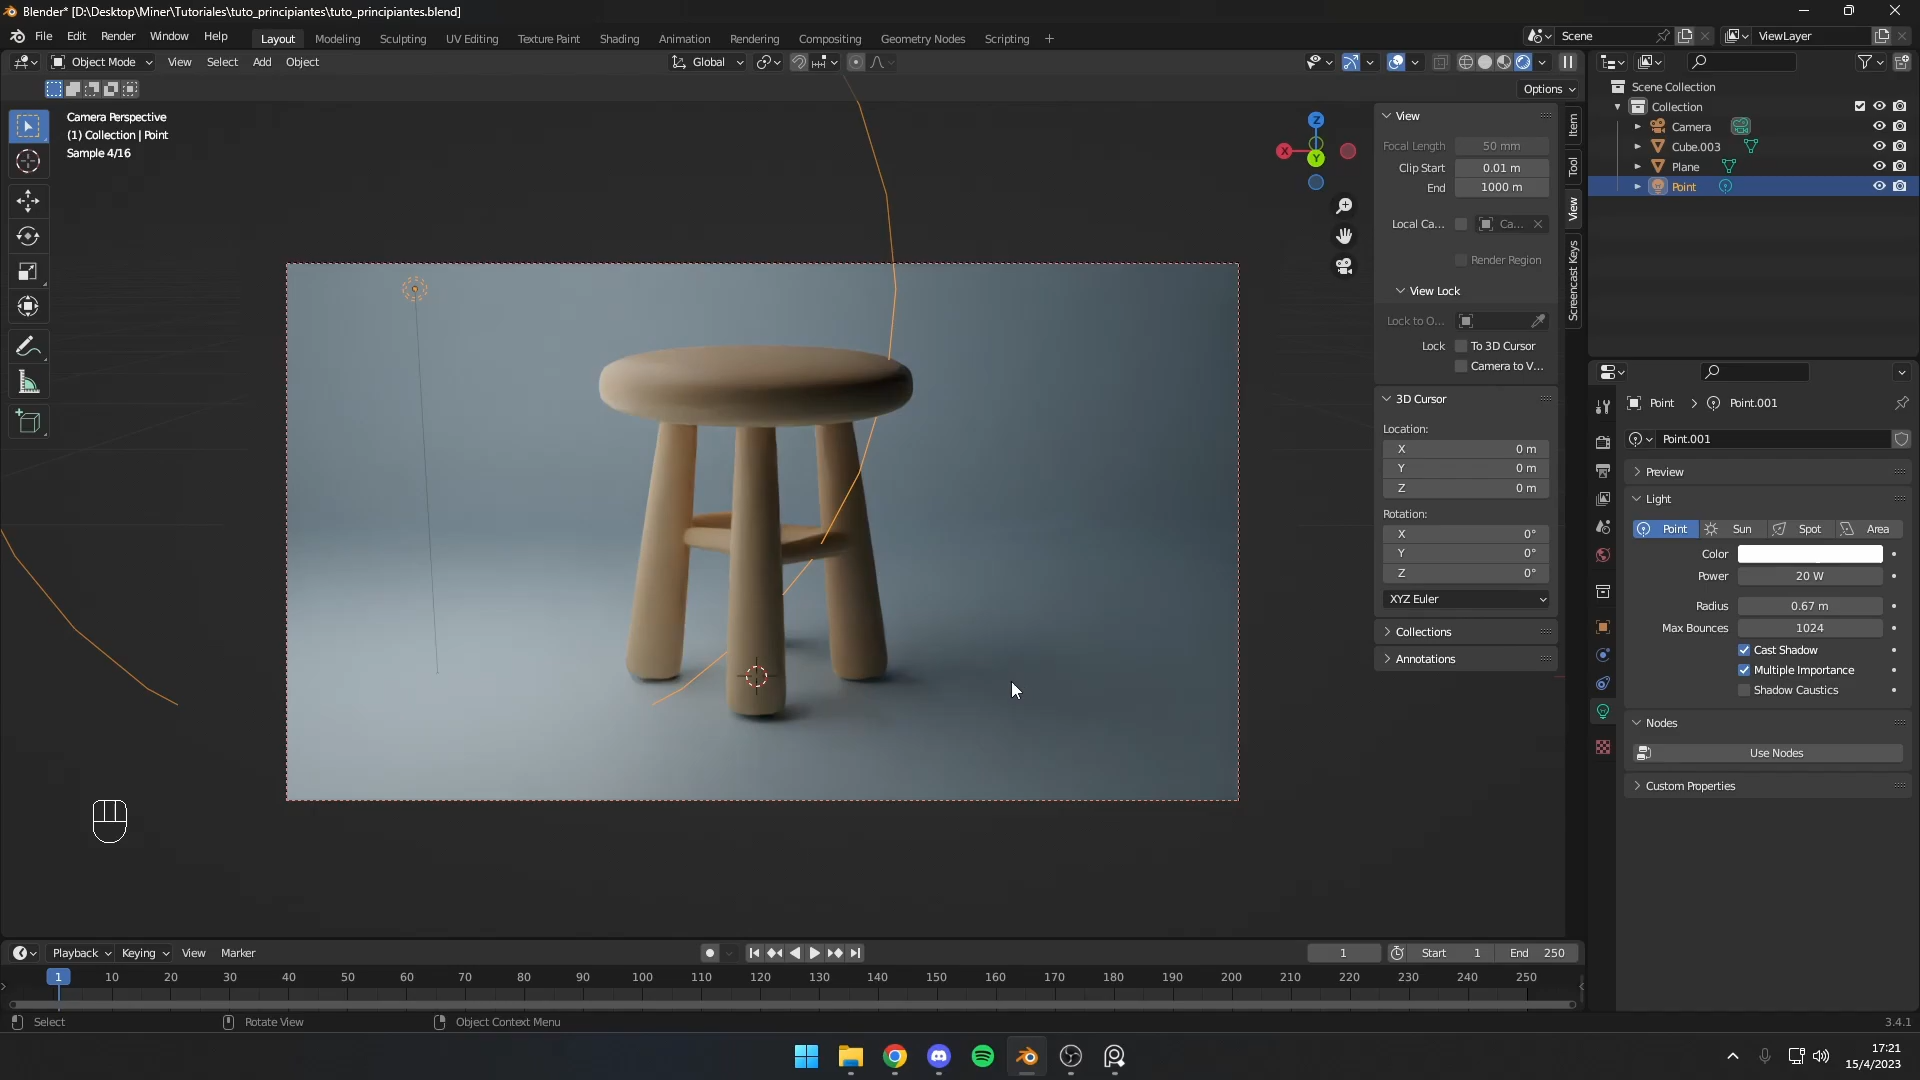 Blender* [D:\Desktop\Miner\Tutoriales\tuto_principiantes\tuto_principiantes.blend]
File Edit Render Window Help Layout Modeling Sculpting UV Editing Texture Paint Shading Animation Rendering Compositing Geometry Nodes Scripting + Scene ViewLayer
Object Mode View Select Add Object Global
Options
Camera Perspective
(1) Collection | Point
Sample 4/16
Z
X
Y
View
Focal Length 50 mm
Clip Start 0.01 m
End 1000 m
Local Ca... Ca...
Render Region
View Lock
Lock to O...
Lock To 3D Cursor
Camera to V...
3D Cursor
Location:
X 0 m
Y 0 m
Z 0 m
Rotation:
X 0°
Y 0°
Z 0°
XYZ Euler
Collections
Annotations
Item
Tool
View
Screencast Keys
Scene Collection
Collection
Camera
Cube.003
Plane
Point
Point Point.001
Point.001
Preview
Light
Point Sun Spot Area
Color
Power 20 W
Radius 0.67 m
Max Bounces 1024
Cast Shadow
Multiple Importance
Shadow Caustics
Nodes
Use Nodes
Custom Properties
Playback Keying View Marker 1 Start 1 End 250
1 10 20 30 40 50 60 70 80 90 100 110 120 130 140 150 160 170 180 190 200 210 220 230 240 250
Select Rotate View Object Context Menu 3.4.1
17:21
15/4/2023